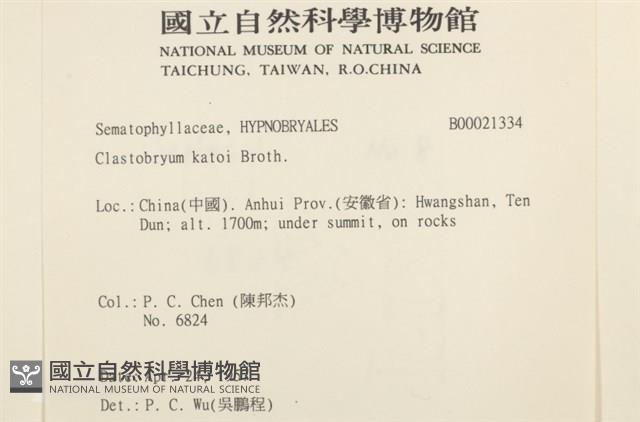 國立自然科學博物館
NATIONAL MUSEUM OF NATURAL SCIENCE
TAICHUNG, TAIWAN, R.O.CHINA
Sematophyllaceae, HYPNOBRYALES B00021334
Clastobryum katoi Broth.
Loc.: China(中國). Anhui Prov.(安徽省): Hwangshan, Ten
Dun; alt. 1700m; under summit, on rocks
Col.: P. C. Chen (陳邦杰)
No. 6824
國立自然科學博物館
NATIONAL MUSEUM OF NATURAL SCIENCE
Det.: P. C. Wu(吳鵬程)